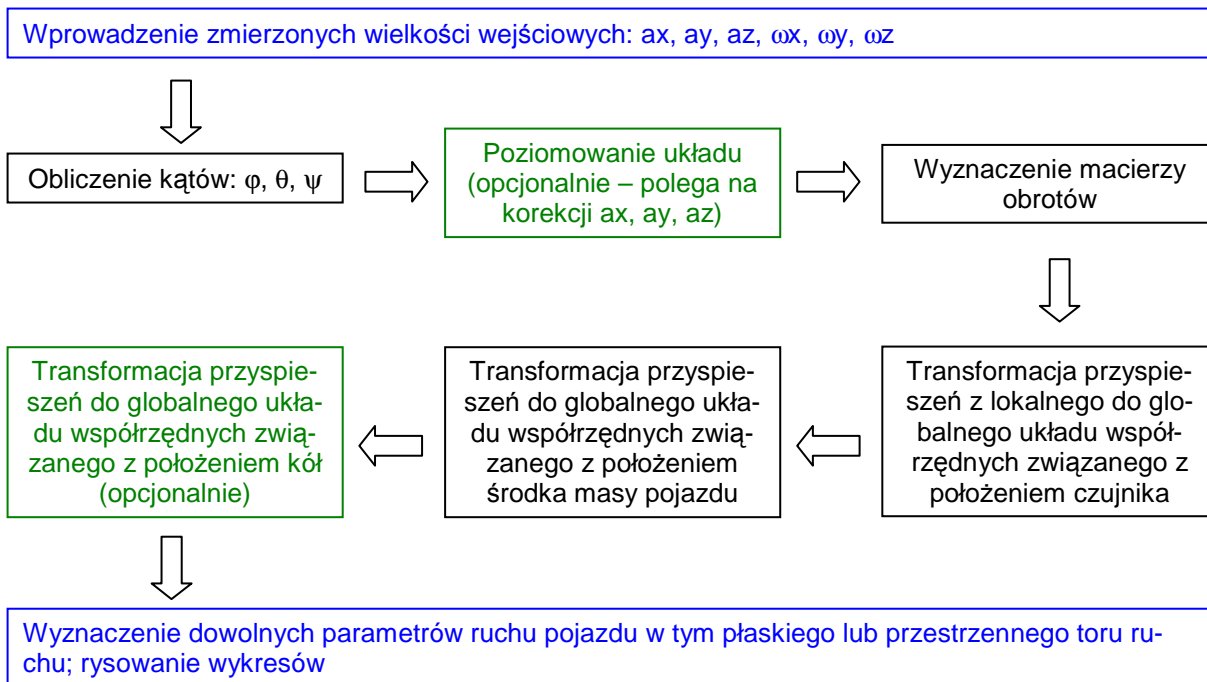 Wprowadzenie zmierzonych wielkości wejściowych: ax, ay, az, ωx, ωy, ωz
Obliczenie kątów: φ, θ, ψ
Poziomowanie układu
(opcjonalnie – polega na
korekcji ax, ay, az)
Wyznaczenie macierzy
obrotów
Transformacja przyspie-
szeń z lokalnego do glo-
balnego układu współ-
rzędnych związanego z
położeniem czujnika
Transformacja przyspie-
szeń do globalnego ukła-
du współrzędnych zwią-
zanego z położeniem
środka masy pojazdu
Transformacja przyspie-
szeń do globalnego ukła-
du współrzędnych zwią-
zanego z położeniem kół
(opcjonalnie)
Wyznaczenie dowolnych parametrów ruchu pojazdu w tym płaskiego lub przestrzennego toru ru-
chu; rysowanie wykresów